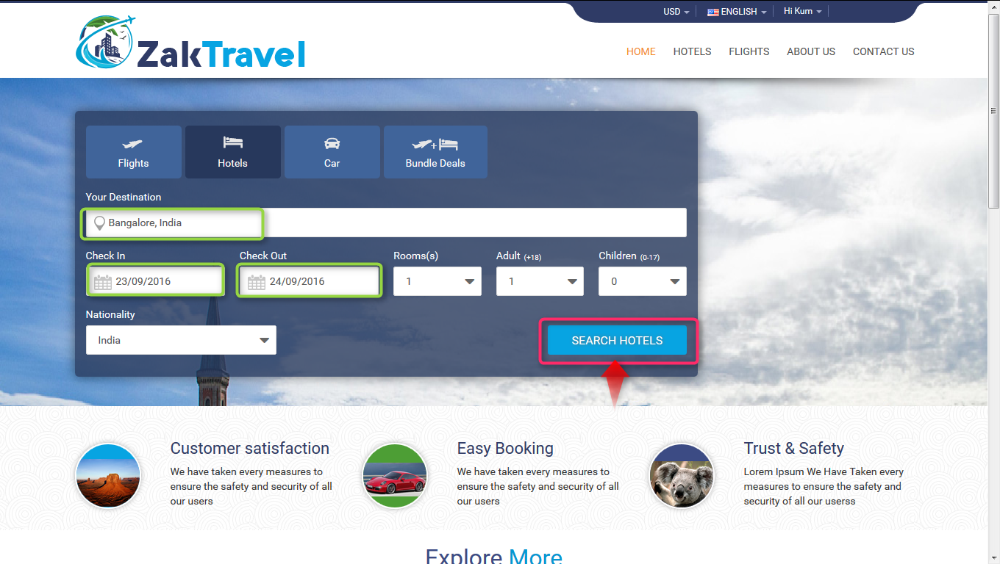 USD ENGLISH Hi Kum
ZakTravel
HOME HOTELS FLIGHTS ABOUT US CONTACT US
Flights Hotels Car Bundle Deals
Your Destination
Bangalore, India
Check In Check Out Rooms(s) Adult (+18) Children (0-17)
23/09/2016 24/09/2016 1 1 0
Nationality
India
SEARCH HOTELS
Customer satisfaction
We have taken every measures to
ensure the safety and security of all
our users
Easy Booking
We have taken every measures to
ensure the safety and security of all
our users
Trust & Safety
Lorem Ipsum We Have Taken every
measures to ensure the safety and
security of all our userss
Explore More